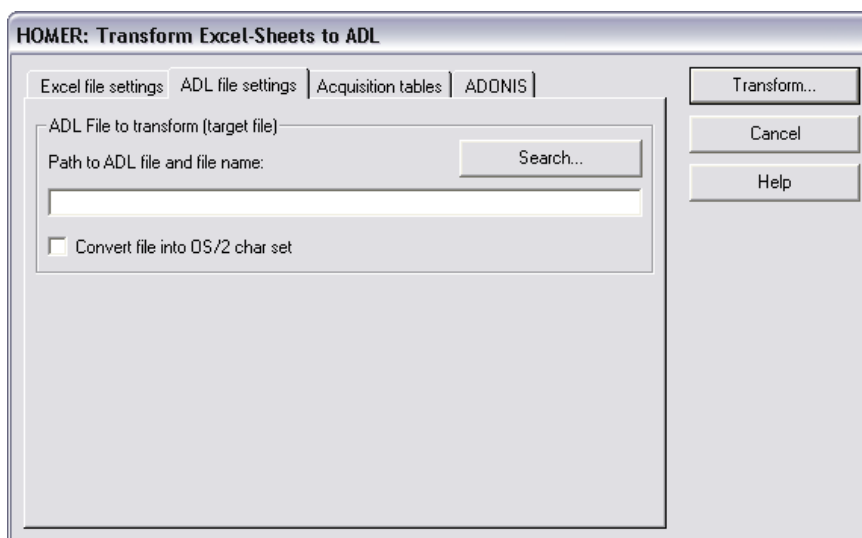 HOMER: Transform Excel-Sheets to ADL
Excel file settings ADL file settings Acquisition tables ADONIS
Transform...
ADL File to transform (target file)
Cancel
Path to ADL file and file name:
Search...
Help
Convert file into OS/2 char set